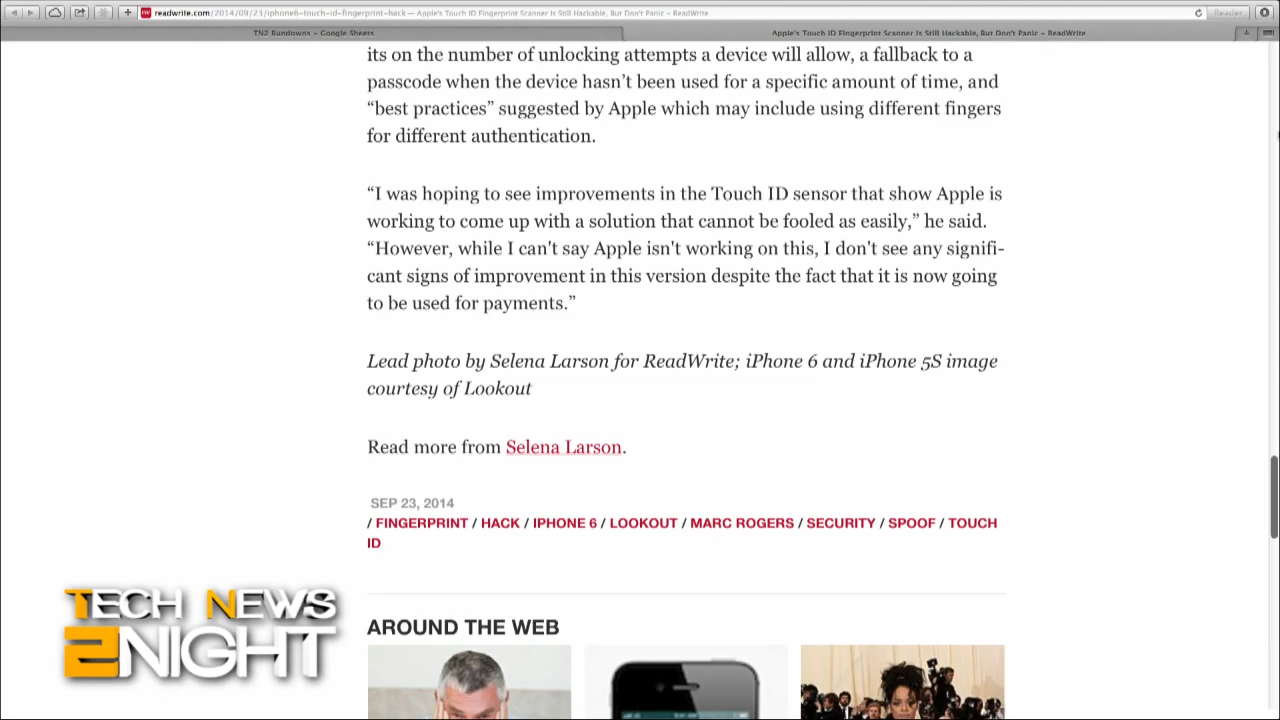 readwrite.com/2014/09/23/iphone6-touch-id-fingerprint-hack — Apple's Touch ID Fingerprint Scanner Is Still Hackable, But Don't Panic – ReadWrite
Reader
TN2 Rundowns – Google Sheets
Apple's Touch ID Fingerprint Scanner Is Still Hackable, But Don't Panic – ReadWrite
its on the number of unlocking attempts a device will allow, a fallback to a
passcode when the device hasn’t been used for a specific amount of time, and
“best practices” suggested by Apple which may include using different fingers
for different authentication.
“I was hoping to see improvements in the Touch ID sensor that show Apple is
working to come up with a solution that cannot be fooled as easily,” he said.
“However, while I can't say Apple isn't working on this, I don't see any signifi-
cant signs of improvement in this version despite the fact that it is now going
to be used for payments.”
Lead photo by Selena Larson for ReadWrite; iPhone 6 and iPhone 5S image
courtesy of Lookout
Read more from Selena Larson.
SEP 23, 2014
/ FINGERPRINT / HACK / IPHONE 6 / LOOKOUT / MARC ROGERS / SECURITY / SPOOF / TOUCH
ID
AROUND THE WEB
TECH NEWS
2NIGHT